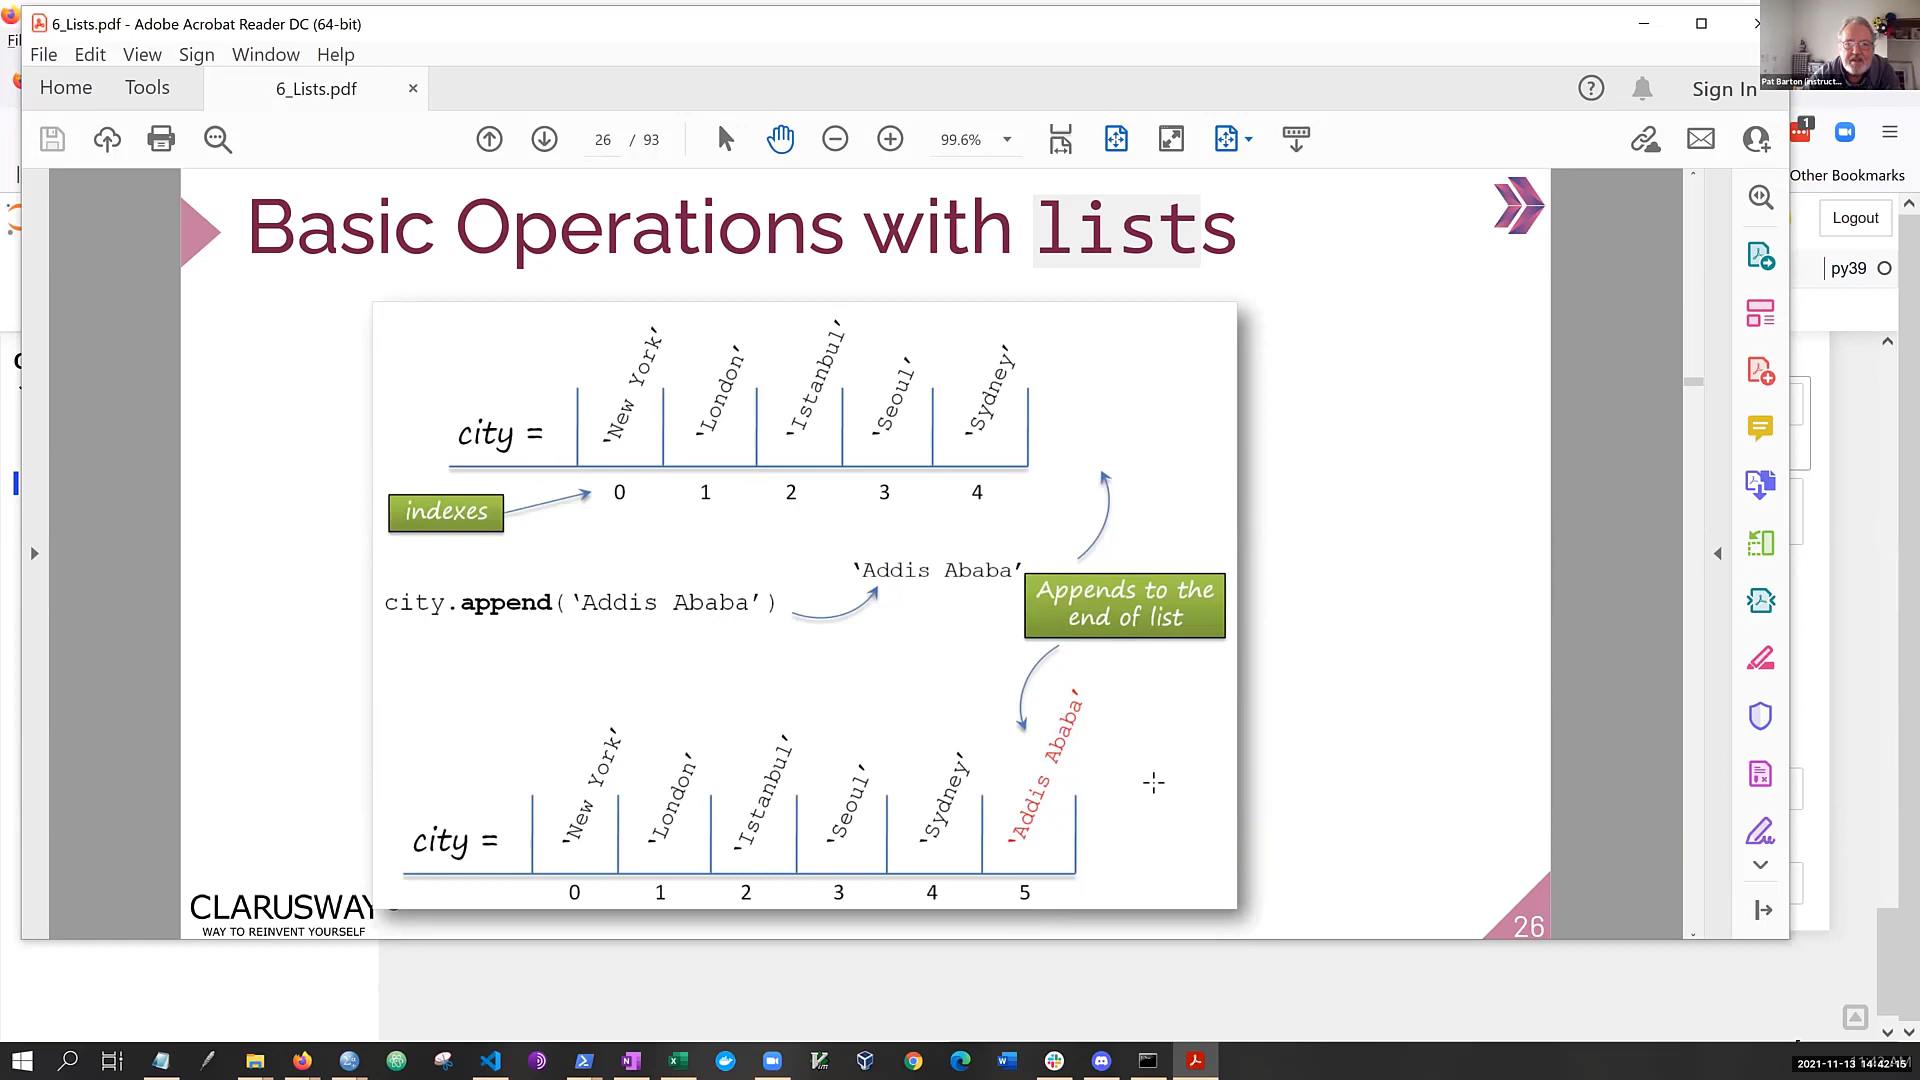 6_Lists.pdf - Adobe Acrobat Reader DC (64-bit)
File Edit View Sign Window Help
Home Tools 6_Lists.pdf × Sign In
26 / 93 99.6%
Pat Barton (instruct...
1
Other Bookmarks
Logout
py39
Basic Operations with lists
'New York' 'London' 'Istanbul' 'Seoul' 'Sydney'
city =
0 1 2 3 4
indexes
'Addis Ababa'
city.append('Addis Ababa')
Appends to the
end of list
'New York' 'London' 'Istanbul' 'Seoul' 'Sydney' 'Addis Ababa'
city =
0 1 2 3 4 5
CLARUSWAY
WAY TO REINVENT YOURSELF
26
2021-11-13 14:42:15